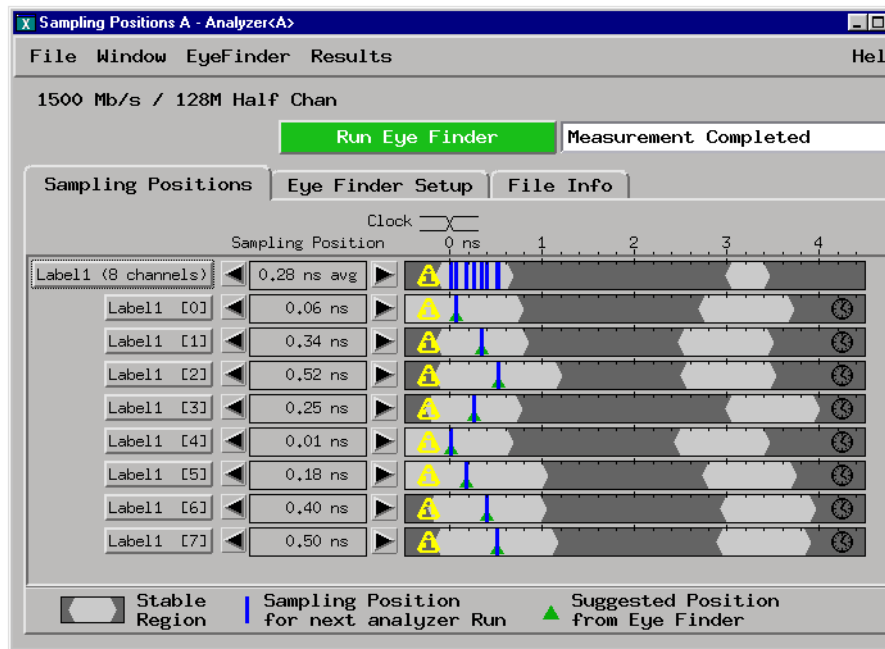 Sampling Positions A - Analyzer<A>
File Window EyeFinder Results Hel
1500 Mb/s / 128M Half Chan
Run Eye Finder Measurement Completed
Sampling Positions Eye Finder Setup File Info
Clock
Sampling Position 0 ns 1 2 3 4
Label1 (8 channels) 0.28 ns avg
Label1 [0] 0.06 ns
Label1 [1] 0.34 ns
Label1 [2] 0.52 ns
Label1 [3] 0.25 ns
Label1 [4] 0.01 ns
Label1 [5] 0.18 ns
Label1 [6] 0.40 ns
Label1 [7] 0.50 ns
Stable Region Sampling Position for next analyzer Run Suggested Position from Eye Finder